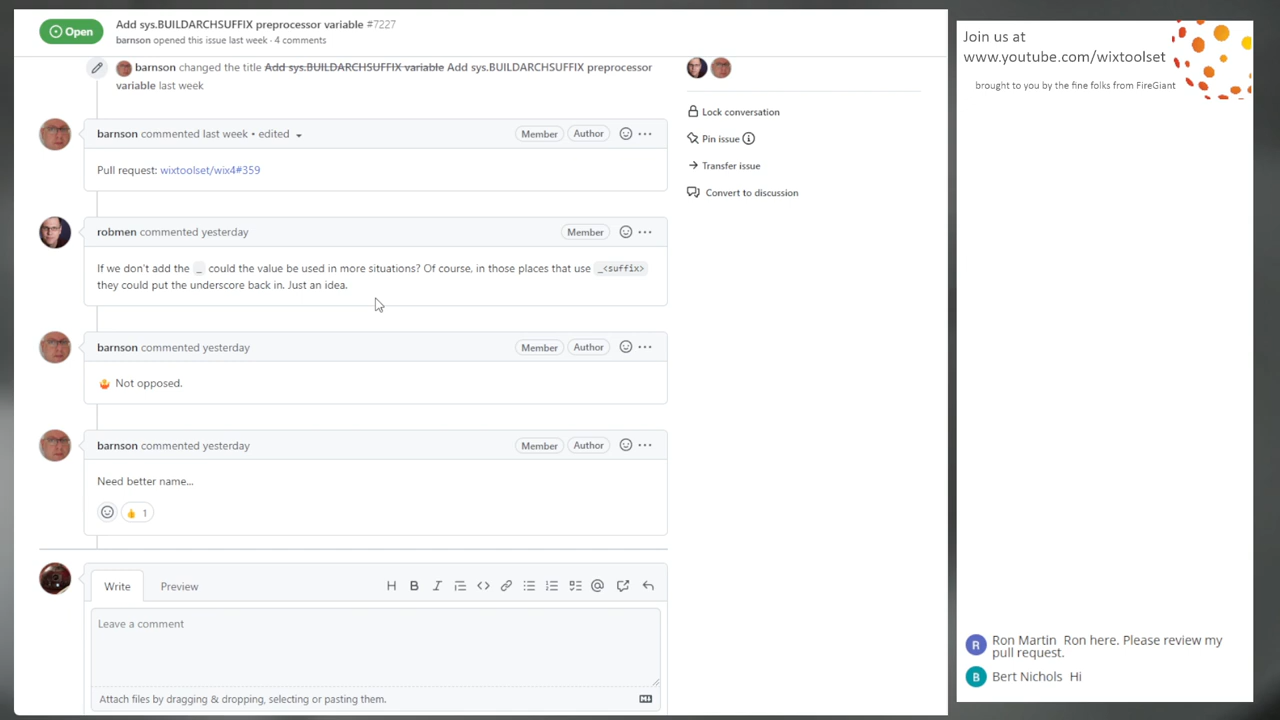 Open
Add sys.BUILDARCHSUFFIX preprocessor variable #7227
barnson opened this issue last week · 4 comments
barnson changed the title Add sys.BUILDARCHSUFFIX variable Add sys.BUILDARCHSUFFIX preprocessor
variable last week
barnson commented last week • edited
Member
Author
Pull request: wixtoolset/wix4#359
robmen commented yesterday
Member
If we don't add the _ could the value be used in more situations? Of course, in those places that use _<suffix>
they could put the underscore back in. Just an idea.
barnson commented yesterday
Member
Author
Not opposed.
barnson commented yesterday
Member
Author
Need better name...
1
Write
Preview
Leave a comment
Attach files by dragging & dropping, selecting or pasting them.
Lock conversation
Pin issue
Transfer issue
Convert to discussion
Join us at
www.youtube.com/wixtoolset
brought to you by the fine folks from FireGiant
R Ron Martin Ron here. Please review my
pull request.
B Bert Nichols Hi